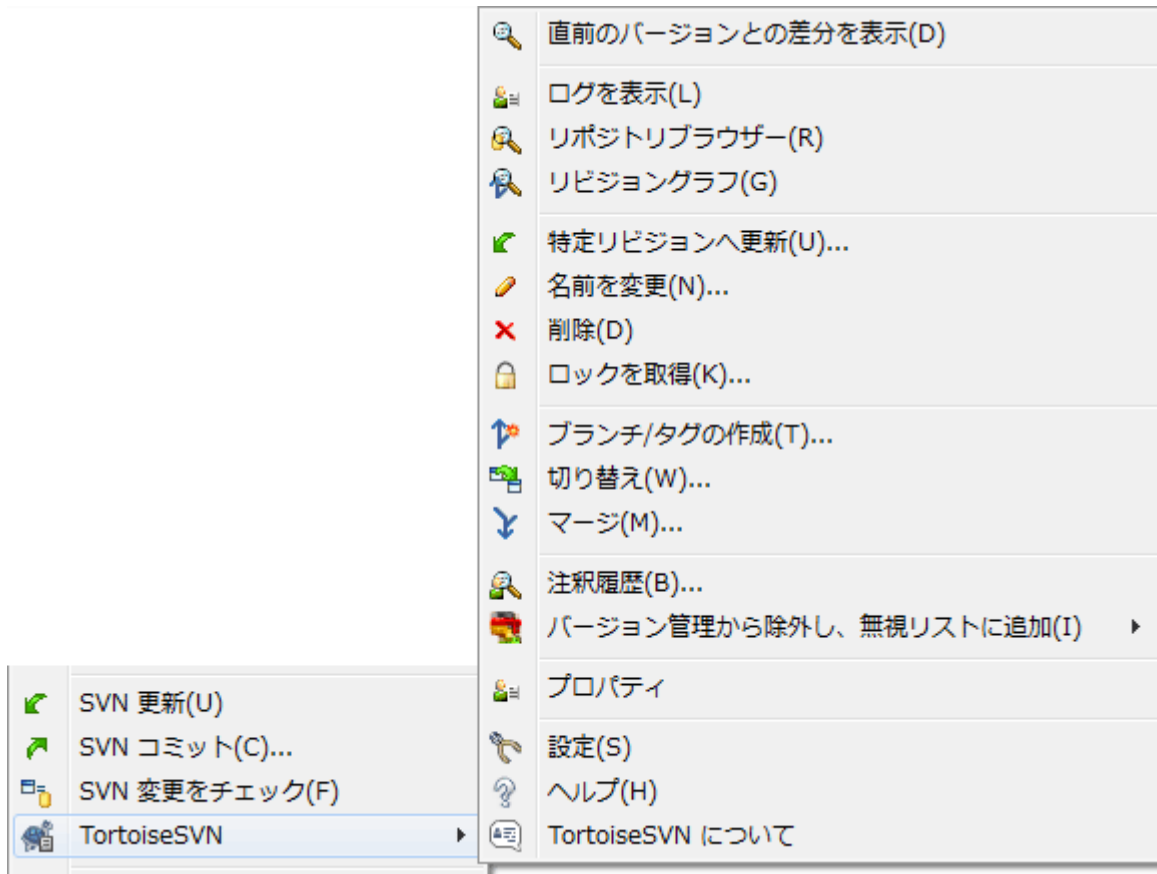 直前のバージョンとの差分を表示(D)
ログを表示(L)
リポジトリブラウザー(R)
リビジョングラフ(G)
特定リビジョンへ更新(U)...
名前を変更(N)...
削除(D)
ロックを取得(K)...
ブランチ/タグの作成(T)...
切り替え(W)...
マージ(M)...
注釈履歴(B)...
バージョン管理から除外し、無視リストに追加(I)
プロパティ
設定(S)
ヘルプ(H)
TortoiseSVN について
SVN 更新(U)
SVN コミット(C)...
SVN 変更をチェック(F)
TortoiseSVN